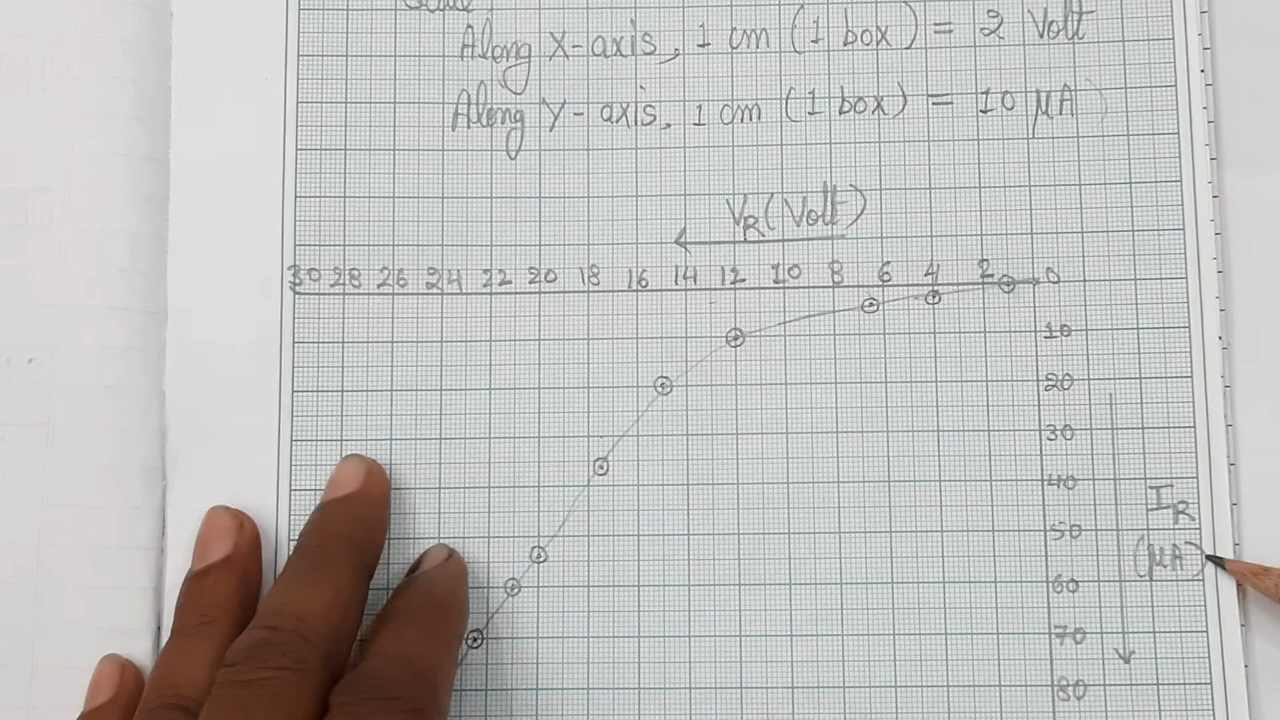 Scale
Along X-axis, 1 cm (1 box) = 2 Volt
Along Y-axis, 1 cm (1 box) = 10 μA
VR (Volt)
30 28 26 24 22 20 18 16 14 12 10 8 6 4 2 0
10
20
30
40
50
60
70
80
IR
(μA)